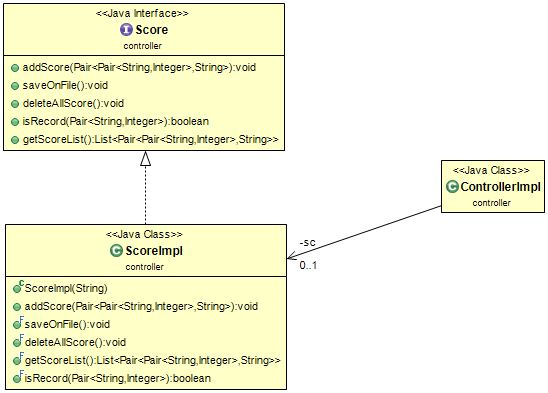 <<Java Interface>>
Score
controller
addScore(Pair<Pair<String,Integer>,String>):void
saveOnFile():void
deleteAllScore():void
isRecord(Pair<String,Integer>):boolean
getScoreList():List<Pair<Pair<String,Integer>,String>>
<<Java Class>>
ControllerImpl
controller
-sc
0..1
<<Java Class>>
ScoreImpl
controller
ScoreImpl(String)
addScore(Pair<Pair<String,Integer>,String>):void
saveOnFile():void
deleteAllScore():void
getScoreList():List<Pair<Pair<String,Integer>,String>>
isRecord(Pair<String,Integer>):boolean